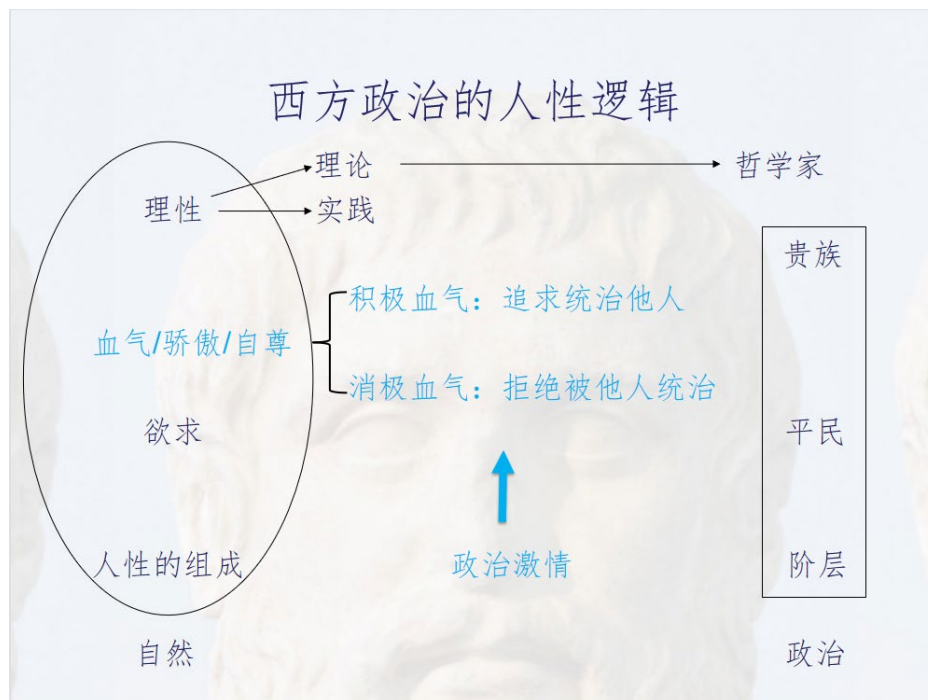 西方政治的人性逻辑
理论
哲学家
理性
实践
贵族
积极血气：追求统治他人
血气/骄傲/自尊
消极血气：拒绝被他人统治
欲求
平民
人性的组成
政治激情
阶层
自然
政治